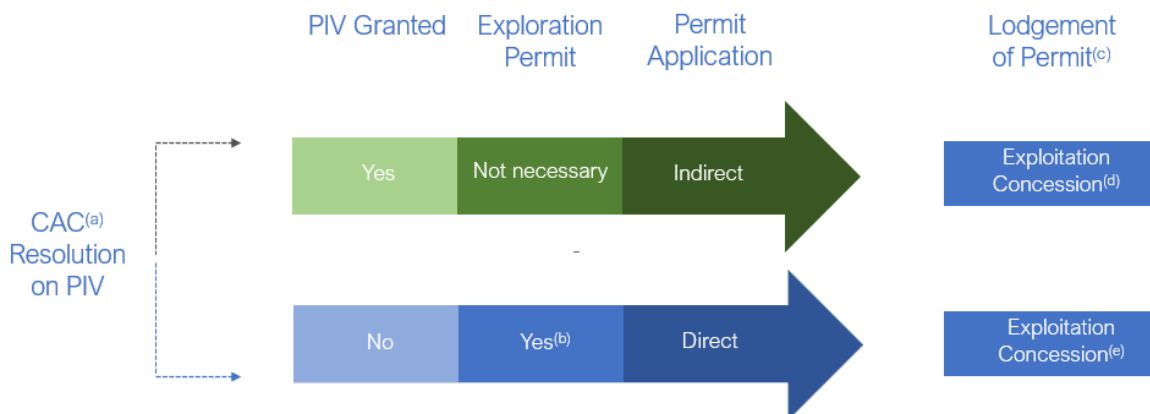 PIV Granted
Exploration
Permit
Permit
Application
Lodgement
of Permit(c)
CAC(a)
Resolution
on PIV
Yes
Not necessary
Indirect
Exploitation
Concession(d)
-
No
Yes(b)
Direct
Exploitation
Concession(e)